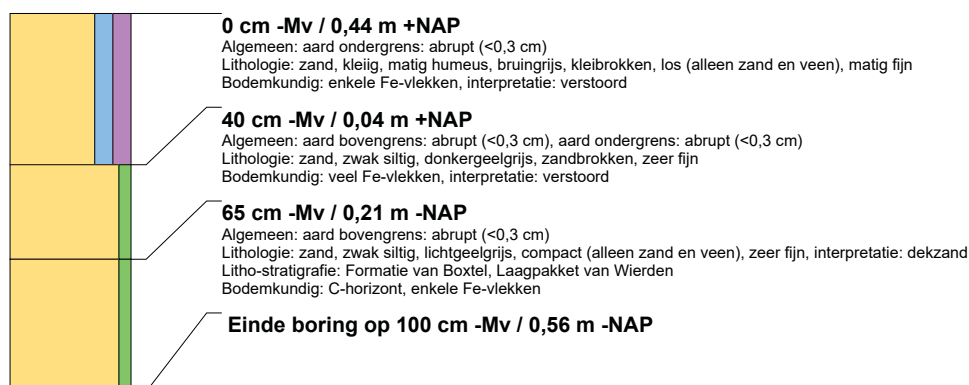 0 cm -Mv / 0,44 m +NAP
Algemeen: aard ondergrens: abrupt (<0,3 cm)
Lithologie: zand, kleiig, matig humeus, bruingrijs, kleibrokken, los (alleen zand en veen), matig fijn
Bodemkundig: enkele Fe-vlekken, interpretatie: verstoord
40 cm -Mv / 0,04 m +NAP
Algemeen: aard bovengrens: abrupt (<0,3 cm), aard ondergrens: abrupt (<0,3 cm)
Lithologie: zand, zwak siltig, donkergeelgrijs, zandbrokken, zeer fijn
Bodemkundig: veel Fe-vlekken, interpretatie: verstoord
65 cm -Mv / 0,21 m -NAP
Algemeen: aard bovengrens: abrupt (<0,3 cm)
Lithologie: zand, zwak siltig, lichtgeelgrijs, compact (alleen zand en veen), zeer fijn, interpretatie: dekzand
Litho-stratigrafie: Formatie van Boxtel, Laagpakket van Wierden
Bodemkundig: C-horizont, enkele Fe-vlekken
Einde boring op 100 cm -Mv / 0,56 m -NAP